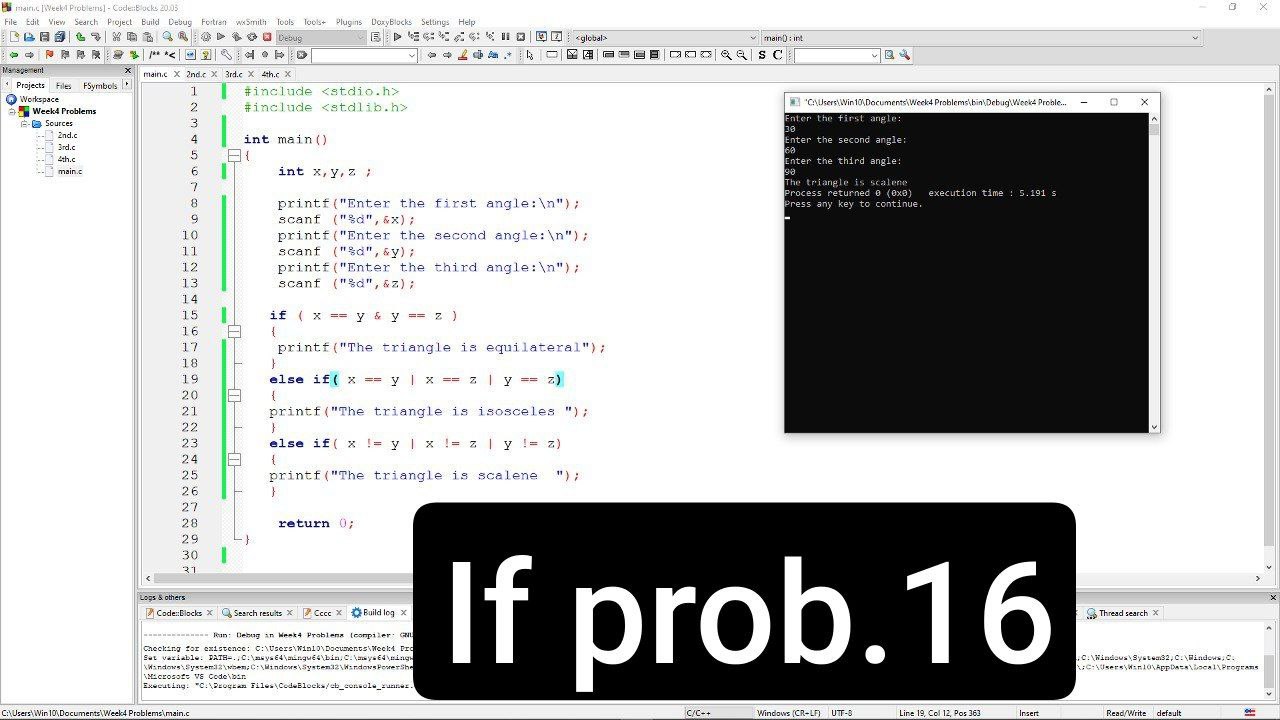 main.c [Week4 Problems] - Code::Blocks 20.03
File Edit View Search Project Build Debug Fortran wxSmith Tools Tools+ Plugins DoxyBlocks Settings Help
Debug
<global>
main() : int
/** *<
S C
Management
Projects Files FSymbols
Workspace
Week4 Problems
Sources
2nd.c
3rd.c
4th.c
main.c
main.c 2nd.c 3rd.c 4th.c
1 #include <stdio.h>
2 #include <stdlib.h>
3
4 int main()
5 {
6 int x,y,z ;
7
8 printf("Enter the first angle:\n");
9 scanf ("%d",&x);
10 printf("Enter the second angle:\n");
11 scanf ("%d",&y);
12 printf("Enter the third angle:\n");
13 scanf ("%d",&z);
14
15 if ( x == y & y == z )
16 {
17 printf("The triangle is equilateral");
18 }
19 else if( x == y | x == z | y == z)
20 {
21 printf("The triangle is isosceles ");
22 }
23 else if( x != y | x != z | y != z)
24 {
25 printf("The triangle is scalene  ");
26 }
27
28 return 0;
29 }
30
31
"C:\Users\Win10\Documents\Week4 Problems\bin\Debug\Week4 Proble...
Enter the first angle:
30
Enter the second angle:
60
Enter the third angle:
90
The triangle is scalene
Process returned 0 (0x0)   execution time : 5.191 s
Press any key to continue.
If prob.16
Logs & others
Code::Blocks Search results Cccc Build log Thread search
-------------- Run: Debug in Week4 Problems (compiler: GNU
Checking for existence: C:\Users\Win10\Documents\Week4 Pro
Set variable: PATH=.;C:\msys64\mingw64\bin;C:\msys64\mingw
\System32;C:\Windows;C:\
\Windows\System32\wbem;C:\Windows\System32\WindowsPowerShe
C:\Users\Win10\AppData\Local\Programs
\Microsoft VS Code\bin
Executing: "C:\Program Files\CodeBlocks/cb_console_runner.
C:\Users\Win10\Documents\Week4 Problems\main.c
C/C++ Windows (CR+LF) UTF-8 Line 19, Col 12, Pos 363 Insert Read/Write default